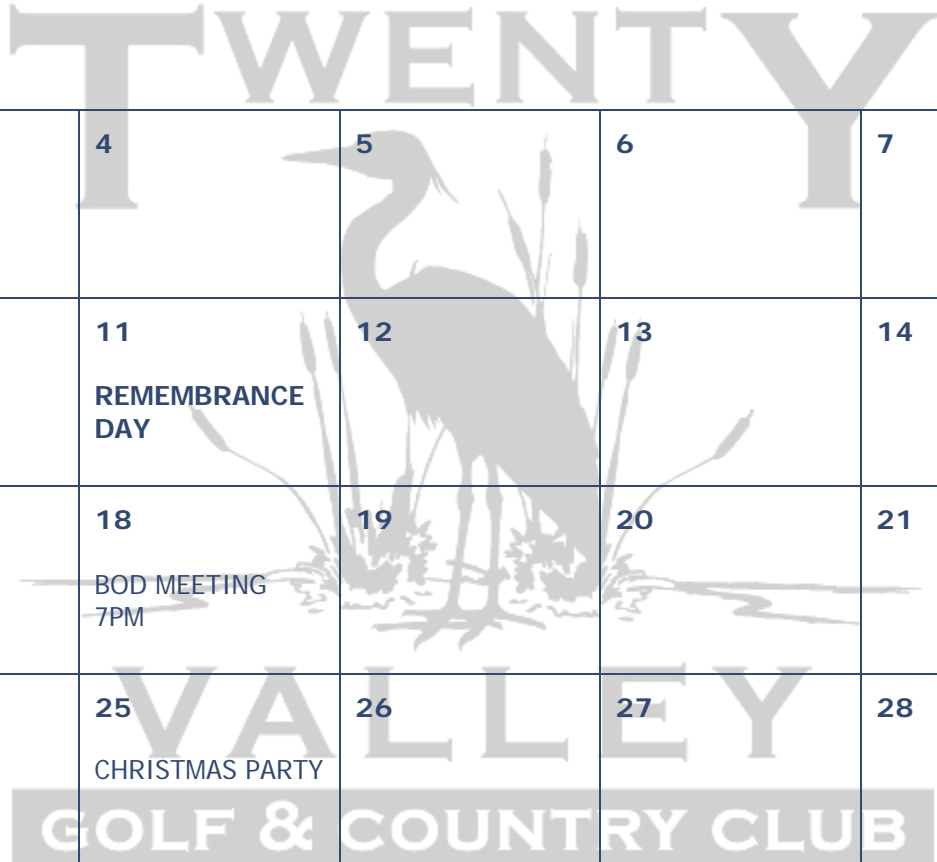 TWENTY
4 5 6 7
11 12 13 14
REMEMBRANCE
DAY
18 19 20 21
BOD MEETING
7PM
VALLEY
25 26 27 28
CHRISTMAS PARTY
GOLF & COUNTRY CLUB